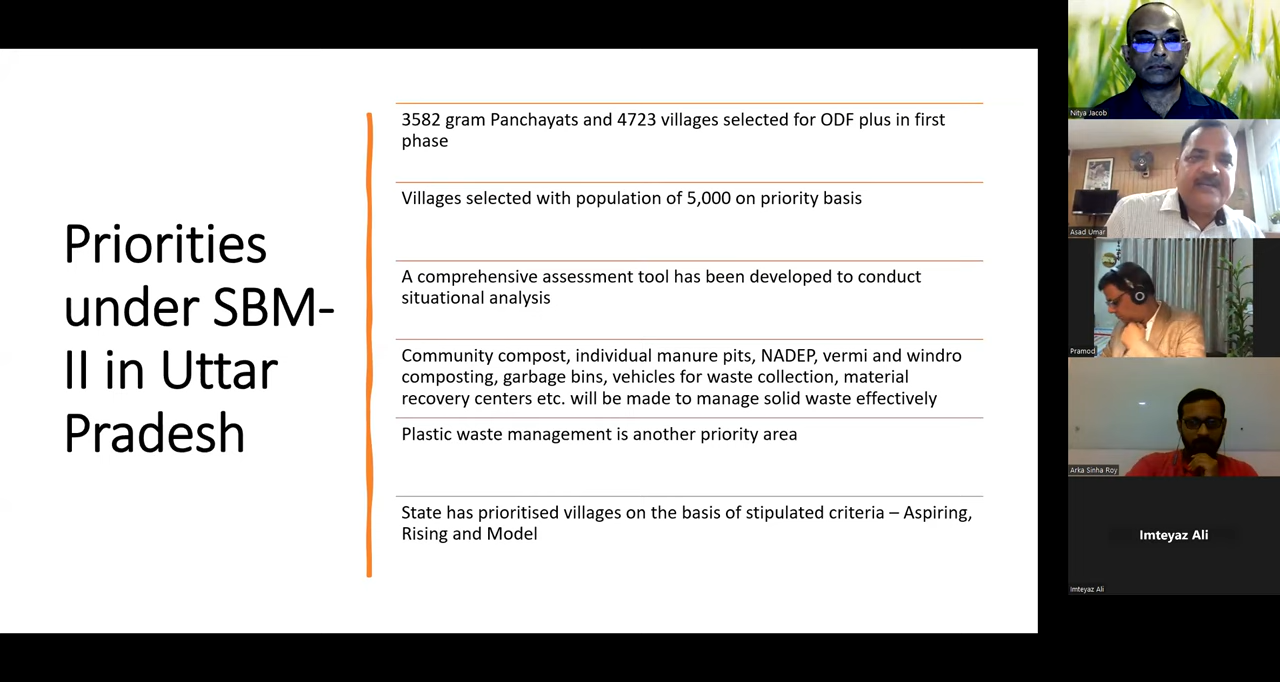 Priorities
under SBM-
II in Uttar
Pradesh
3582 gram Panchayats and 4723 villages selected for ODF plus in first
phase
Villages selected with population of 5,000 on priority basis
A comprehensive assessment tool has been developed to conduct
situational analysis
Community compost, individual manure pits, NADEP, vermi and windro
composting, garbage bins, vehicles for waste collection, material
recovery centers etc. will be made to manage solid waste effectively
Plastic waste management is another priority area
State has prioritised villages on the basis of stipulated criteria – Aspiring,
Rising and Model
Nitya Jacob
Asad Umar
Pramod
Arka Sinha Roy
Imteyaz Ali
Imteyaz Ali